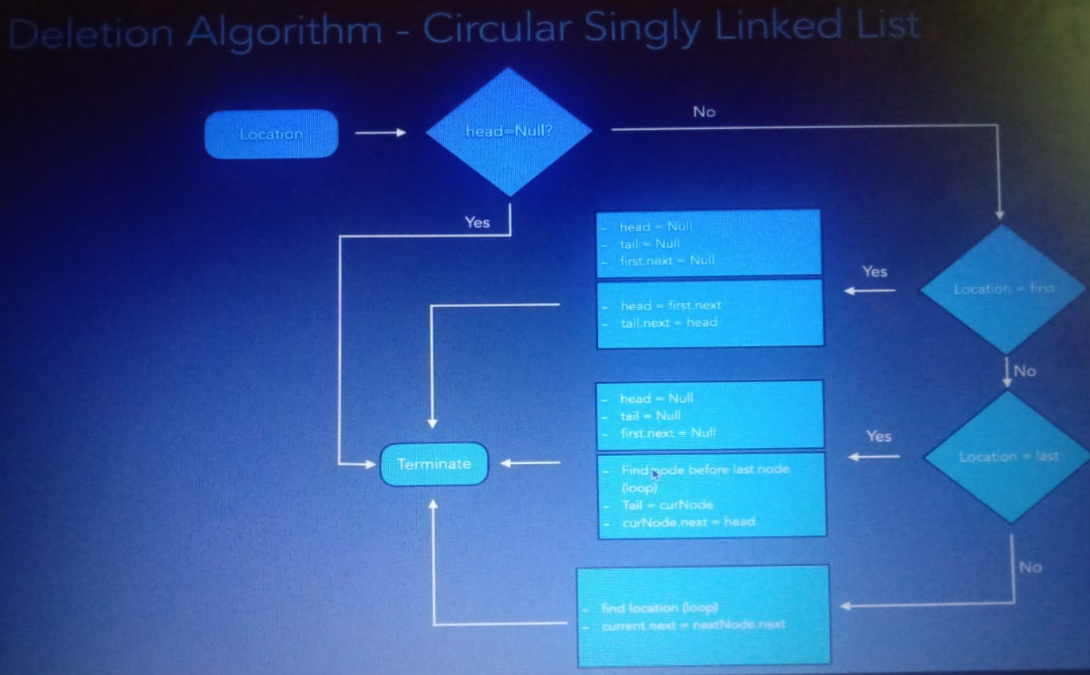 Deletion Algorithm - Circular Singly Linked List
Location
head=Null?
No
Yes
- head = Null
- tail = Null
- first.next = Null
Yes
Location = first
- head = first.next
- tail.next = head
No
- head = Null
- tail = Null
- first.next = Null
Yes
Location = last
Terminate
- Find node before last node
(loop)
- Tail = curNode
- curNode.next = head
No
- find location (loop)
- current.next = nextNode.next